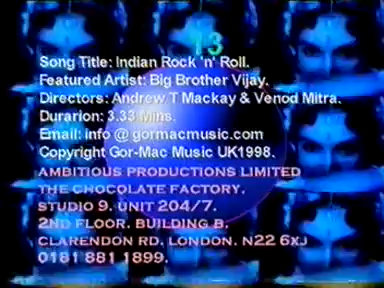 13
Song Title: Indian Rock 'n' Roll.
Featured Artist: Big Brother Vijay.
Directors: Andrew T Mackay & Venod Mitra.
Durarion: 3.33 Mins.
Email: info @ gormacmusic.com
Copyright Gor-Mac Music UK1998.
AMBITIOUS PRODUCTIONS LIMITED
THE CHOCOLATE FACTORY.
STUDIO 9. UNIT 204/7.
2ND FLOOR. BUILDING B.
CLARENDON RD. LONDON. N22 6XJ
0181 881 1899.